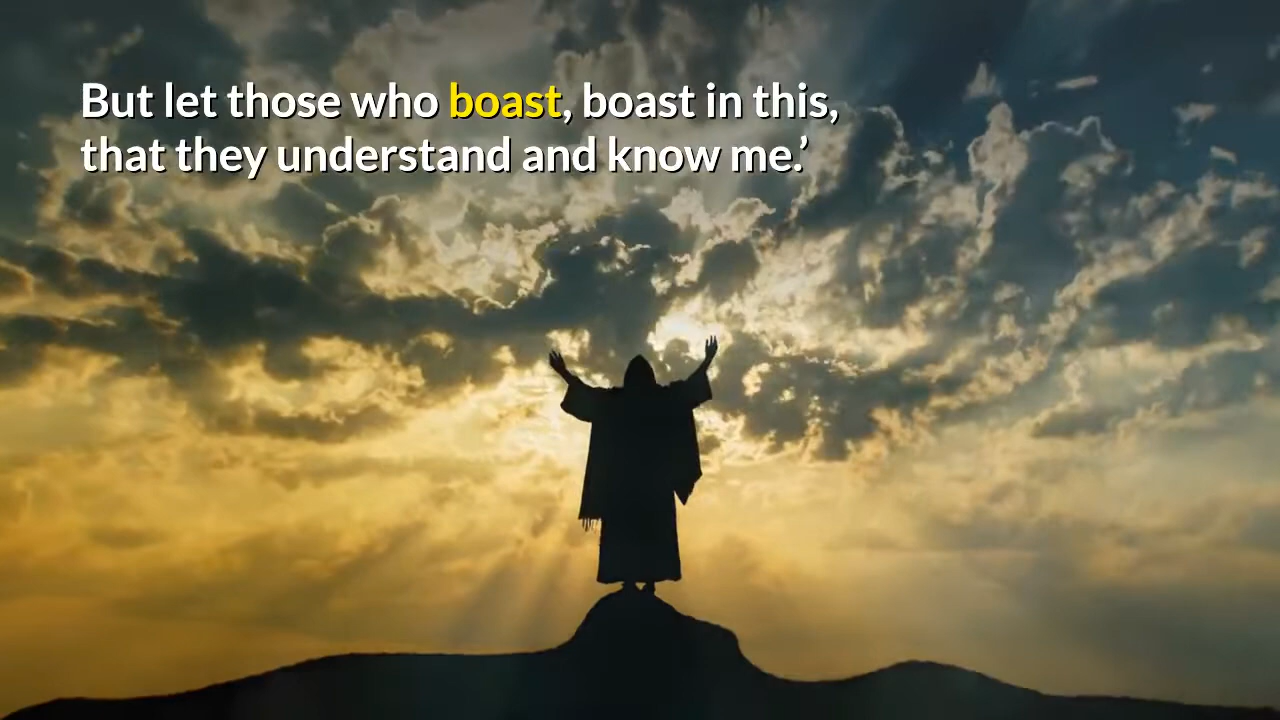 But let those who boast, boast in this,
that they understand and know me.’